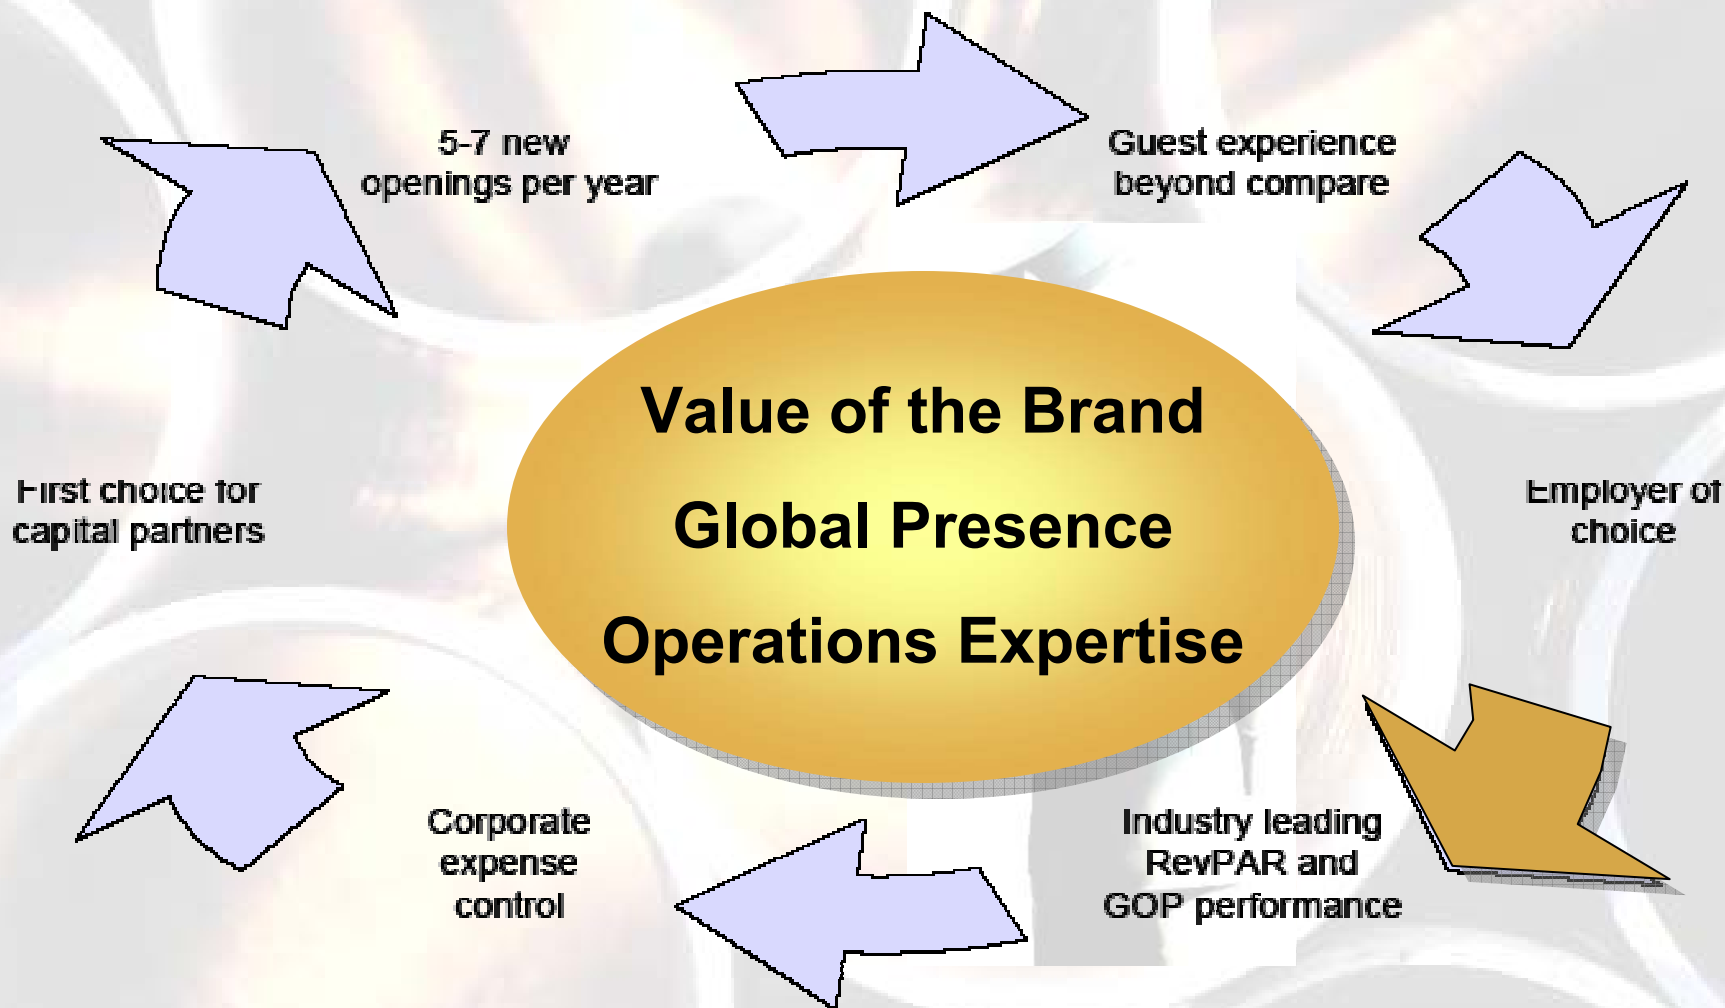 5-7 new
openings per year
Guest experience
beyond compare
Value of the Brand
Global Presence
Operations Expertise
First choice for
capital partners
Employer of
choice
Corporate
expense
control
Industry leading
RevPAR and
GOP performance